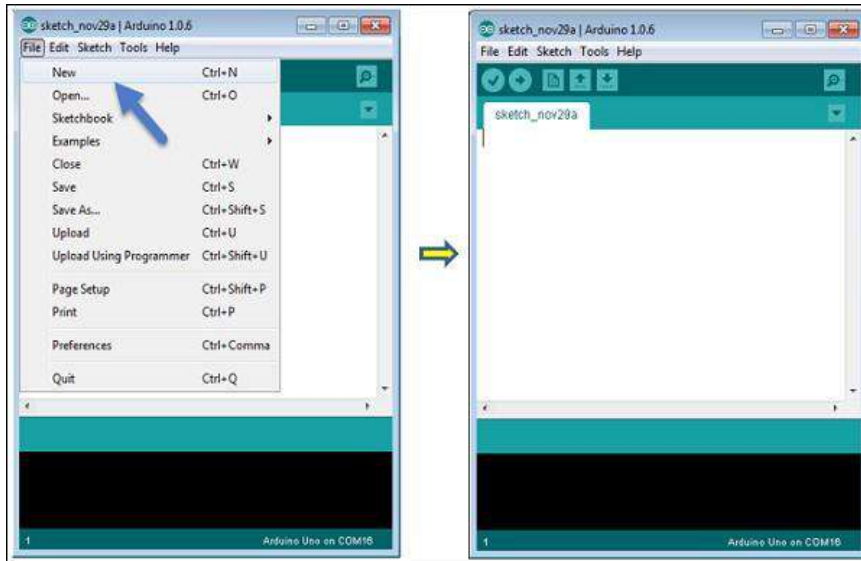 sketch_nov29a | Arduino 1.0.6
File Edit Sketch Tools Help
New Ctrl+N
Open... Ctrl+O
Sketchbook
Examples
Close Ctrl+W
Save Ctrl+S
Save As... Ctrl+Shift+S
Upload Ctrl+U
Upload Using Programmer Ctrl+Shift+U
Page Setup Ctrl+Shift+P
Print Ctrl+P
Preferences Ctrl+Comma
Quit Ctrl+Q
1 Arduino Uno on COM16
sketch_nov29a | Arduino 1.0.6
File Edit Sketch Tools Help
sketch_nov29a
1 Arduino Uno on COM16